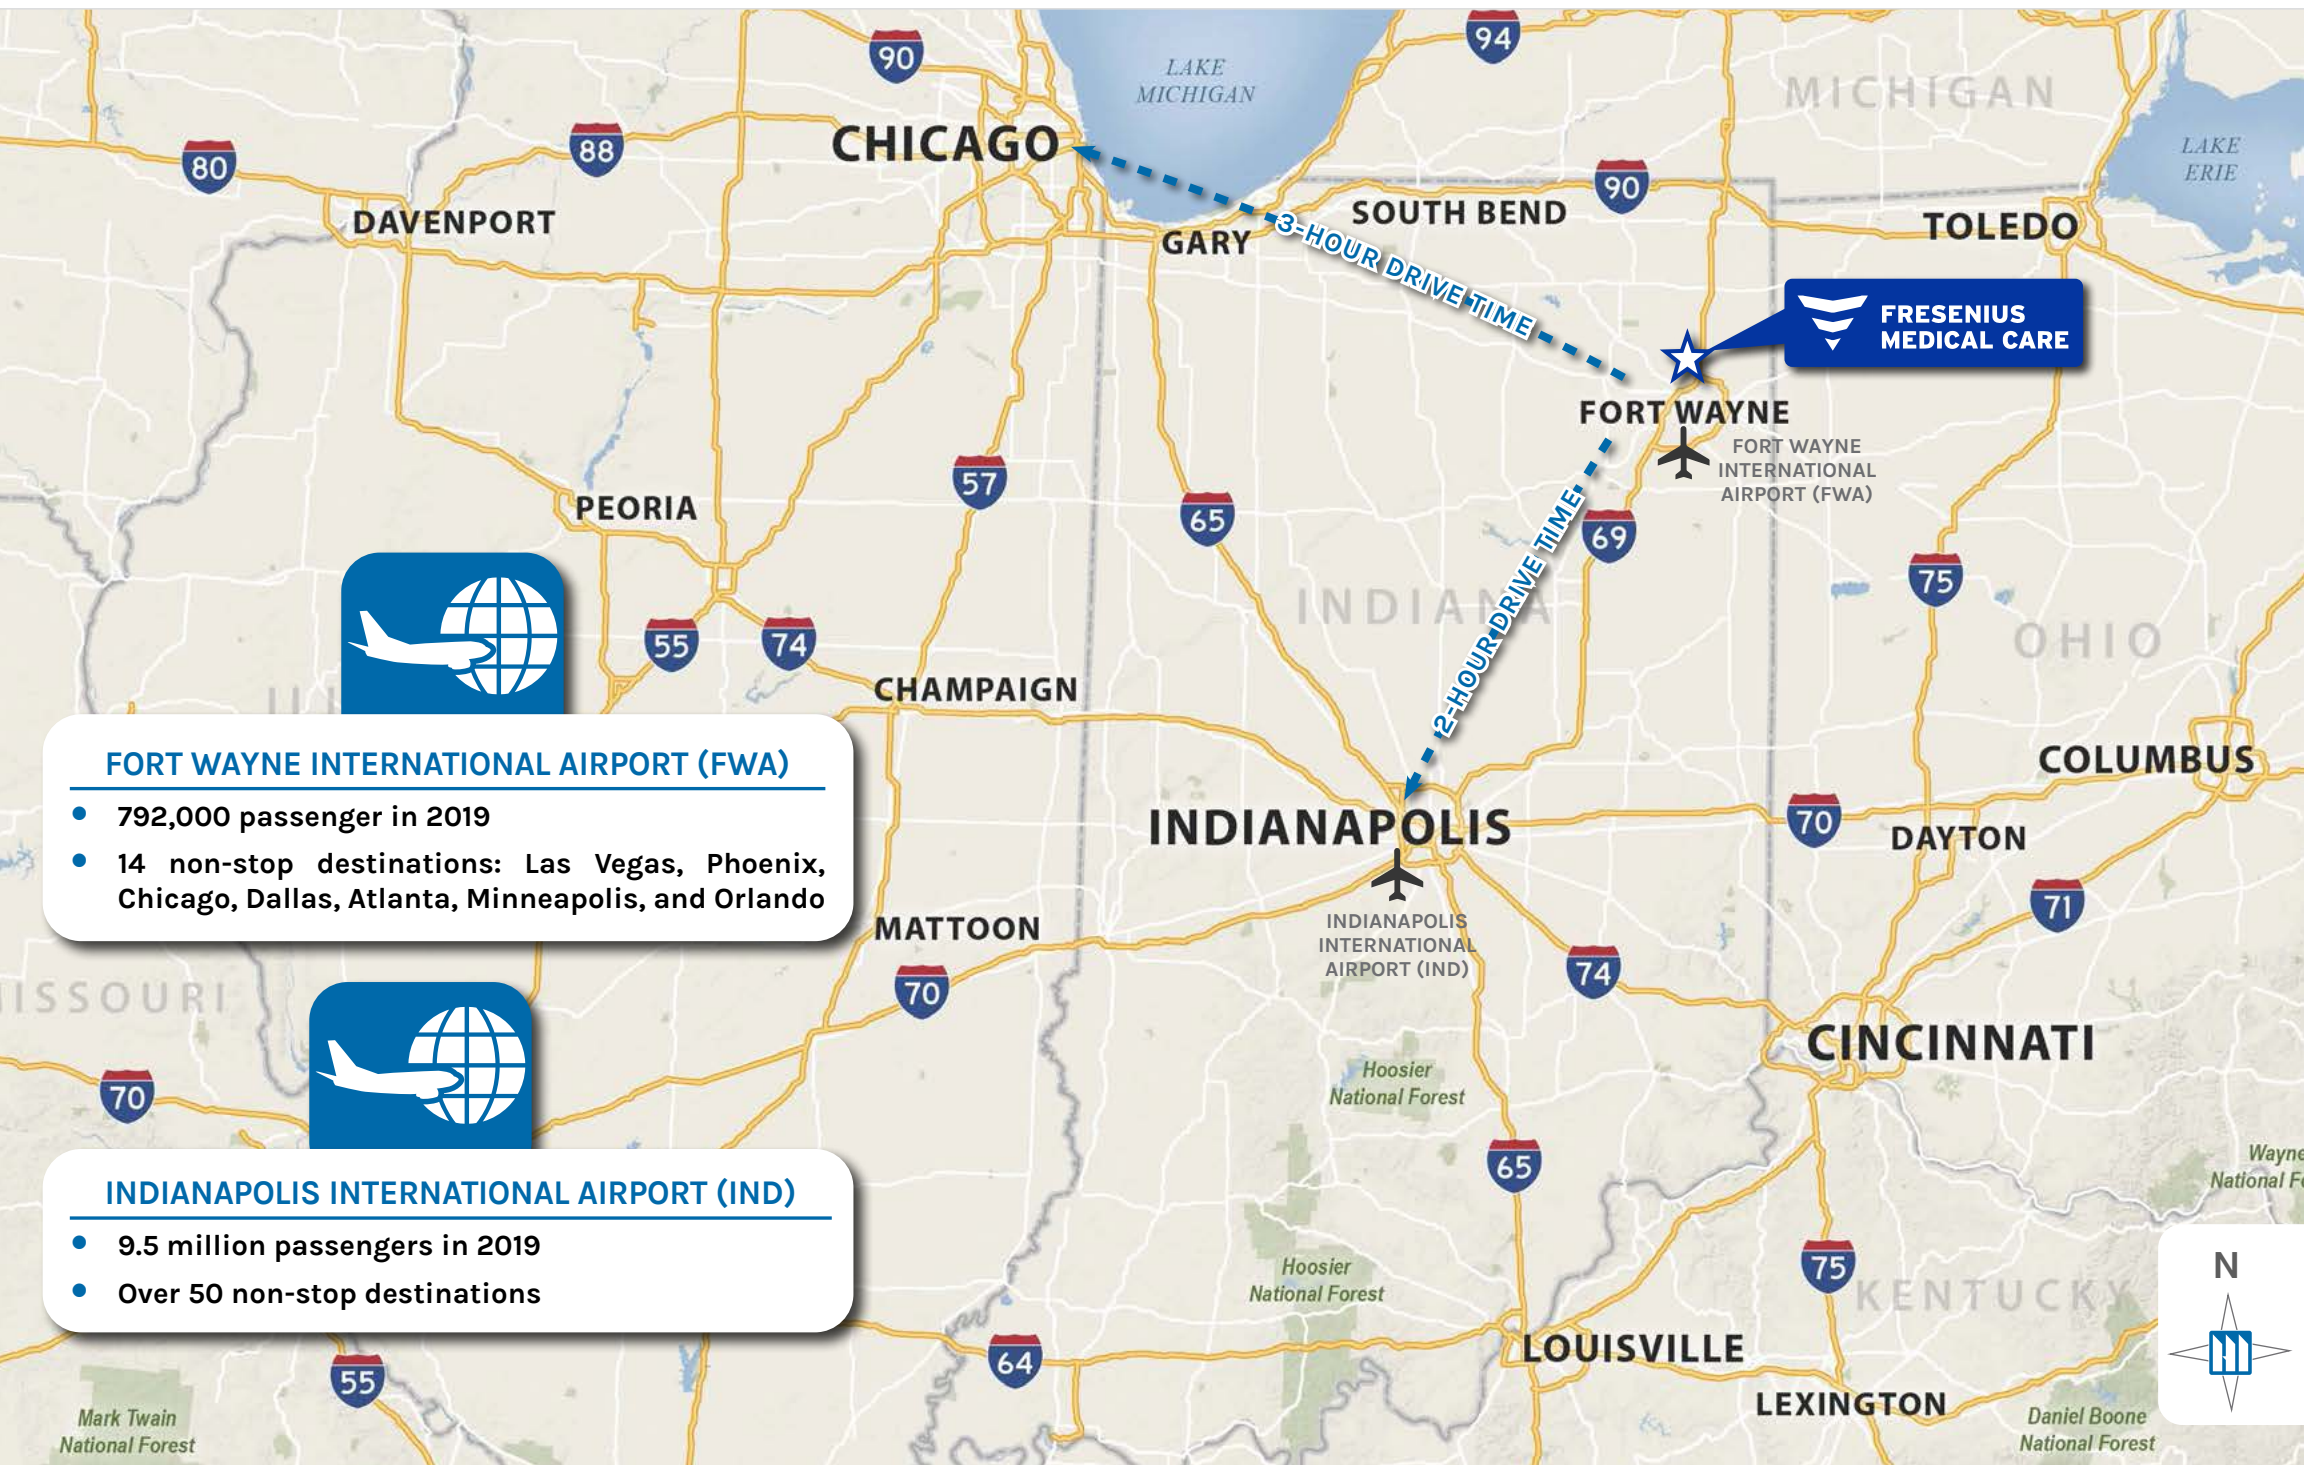 90
LAKE
MICHIGAN
94
MICHIGAN
80
88
CHICAGO
LAKE
ERIE
90
DAVENPORT
GARY
SOUTH BEND
TOLEDO
3-HOUR DRIVE TIME
FRESENIUS
MEDICAL CARE
FORT WAYNE
FORT WAYNE
INTERNATIONAL
AIRPORT (FWA)
57
PEORIA
65
69
2-HOUR DRIVE TIME
75
INDIANA
OHIO
55
74
CHAMPAIGN
FORT WAYNE INTERNATIONAL AIRPORT (FWA)
• 792,000 passenger in 2019
• 14 non-stop destinations: Las Vegas, Phoenix,
Chicago, Dallas, Atlanta, Minneapolis, and Orlando
COLUMBUS
INDIANAPOLIS
70
DAYTON
71
MATTOON
INDIANAPOLIS
INTERNATIONAL
AIRPORT (IND)
70
74
ISSOURI
CINCINNATI
70
Hoosier
National Forest
65
Wayne
National F
INDIANAPOLIS INTERNATIONAL AIRPORT (IND)
• 9.5 million passengers in 2019
• Over 50 non-stop destinations
Hoosier
National Forest
75
KENTUCKY
N
64
LOUISVILLE
55
LEXINGTON
Mark Twain
National Forest
Daniel Boone
National Forest